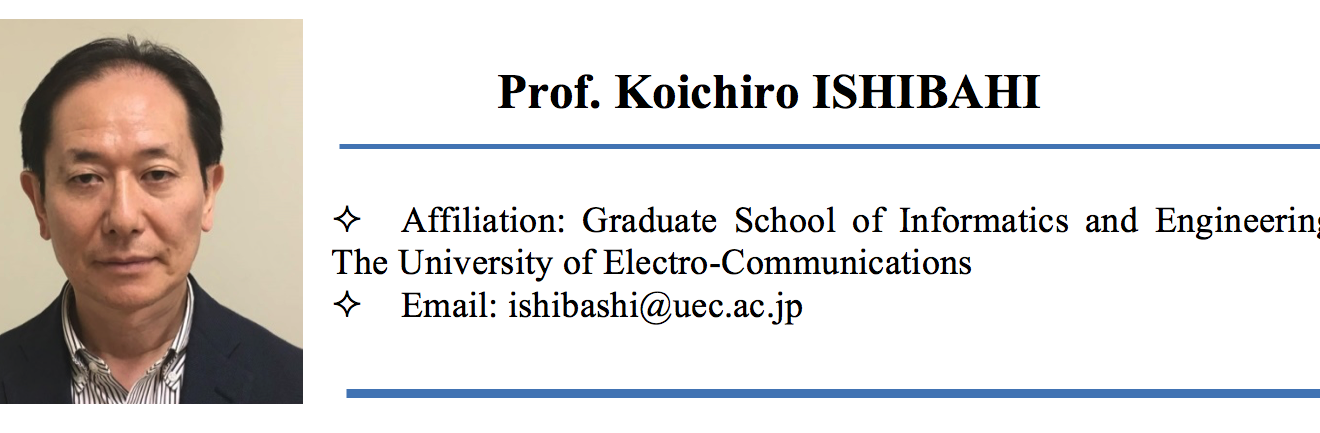 Prof. Koichiro ISHIBAHI
✧ Affiliation: Graduate School of Informatics and Engineering
The University of Electro-Communications
✧ Email: ishibashi@uec.ac.jp